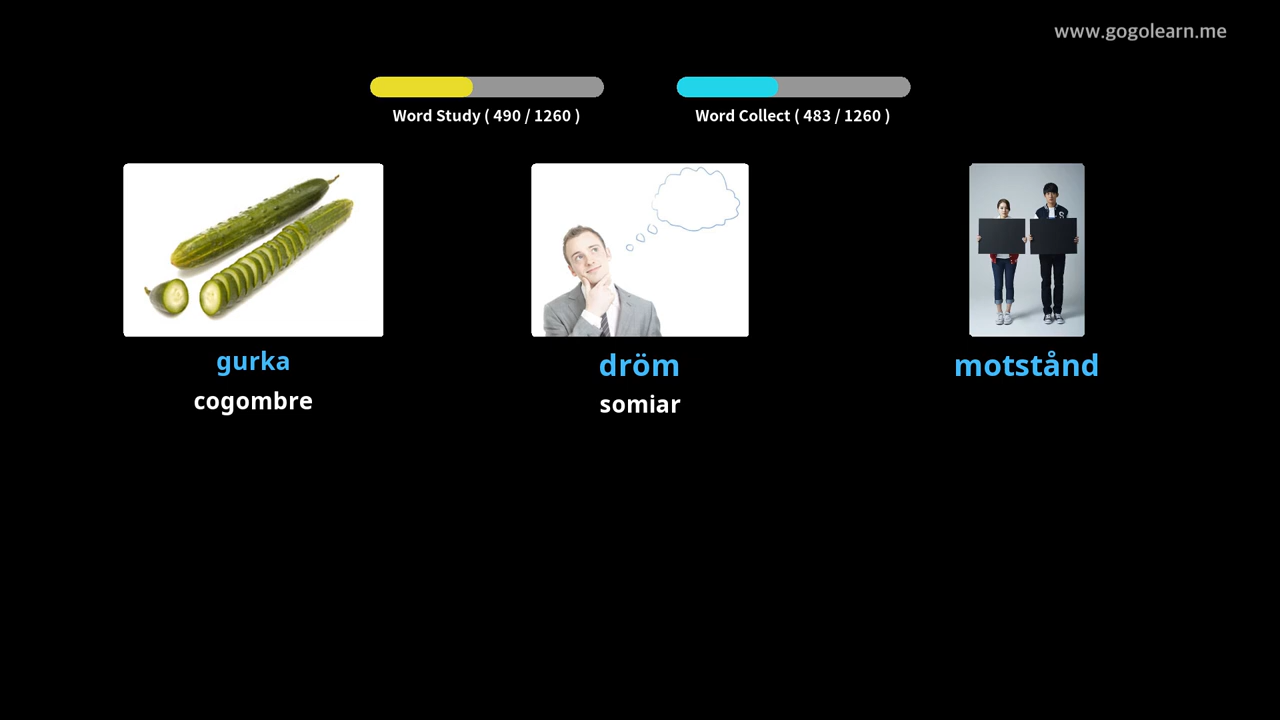 www.gogolearn.me
Word Study ( 490 / 1260 )
Word Collect ( 483 / 1260 )
gurka
dröm
motstånd
cogombre
somiar